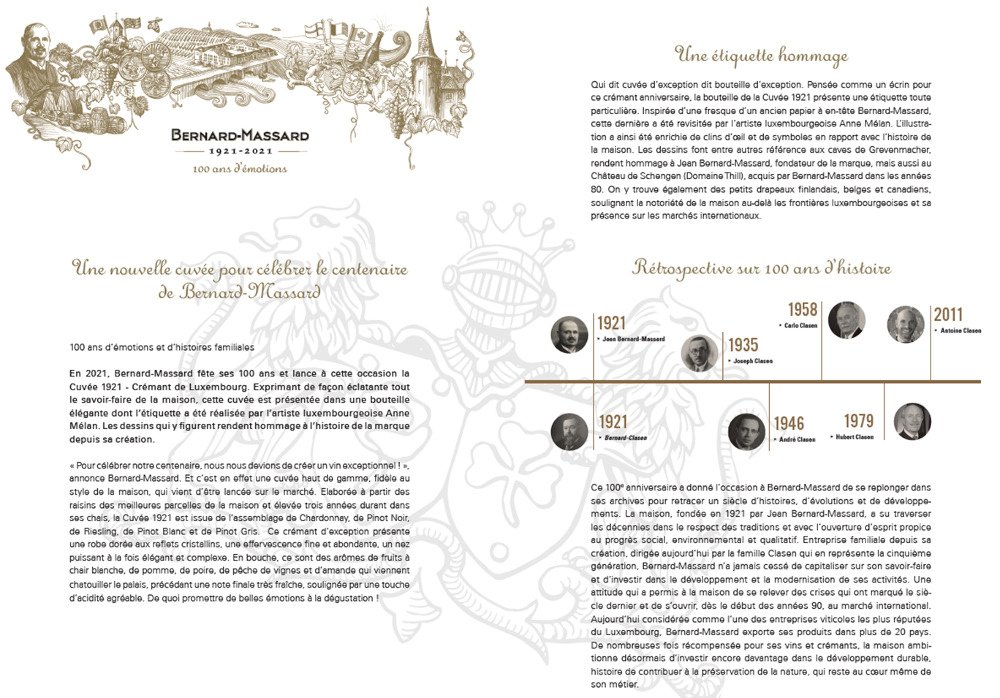 BERNARD-MASSARD
1921-2021
100 ans d'émotions
Une nouvelle cuvée pour célébrer le centenaire
de Bernard-Massard
100 ans d'émotions et d'histoires familiales
En 2021, Bernard-Massard fête ses 100 ans et lance à cette occasion la
Cuvée 1921 - Crémant de Luxembourg. Exprimant de façon éclatante tout
le savoir-faire de la maison, cette cuvée est présentée dans une bouteille
élégante dont l'étiquette a été réalisée par l'artiste luxembourgeoise Anne
Mélan. Les dessins qui y figurent rendent hommage à l'histoire de la marque
depuis sa création.
« Pour célébrer notre centenaire, nous nous devions de créer un vin exceptionnel ! »,
annonce Bernard-Massard. Et c'est en effet une cuvée haut de gamme, fidèle au
style de la maison, qui vient d'être lancée sur le marché. Elaborée à partir des
raisins des meilleures parcelles de la maison et élevée trois années durant dans
ses chais, la Cuvée 1921 est issue de l'assemblage de Chardonnay, de Pinot Noir,
de Riesling, de Pinot Blanc et de Pinot Gris. Ce crémant d'exception présente
une robe dorée aux reflets cristallins, une effervescence fine et abondante, un nez
puissant à la fois élégant et complexe. En bouche, ce sont des arômes de fruits à
chair blanche, de pomme, de poire, de pêche de vignes et d'amande qui viennent
chatouiller le palais, précédant une note finale très fraîche, soulignée par une touche
d'acidité agréable. De quoi promettre de belles émotions à la dégustation !
Une étiquette hommage
Qui dit cuvée d'exception dit bouteille d'exception. Pensée comme un écrin pour
ce crémant anniversaire, la bouteille de la Cuvée 1921 présente une étiquette toute
particulière. Inspirée d'une fresque d'un ancien papier à en-tête Bernard-Massard,
cette dernière a été revisitée par l'artiste luxembourgeoise Anne Mélan. L'illustra-
tion a ainsi été enrichie de clins d'œil et de symboles en rapport avec l'histoire de
la maison. Les dessins font entre autres référence aux caves de Grevenmacher,
rendent hommage à Jean Bernard-Massard, fondateur de la marque, mais aussi au
Château de Schengen (Domaine Thill), acquis par Bernard-Massard dans les années
80. On y trouve également des petits drapeaux finlandais, belges et canadiens,
soulignant la notoriété de la maison au-delà les frontières luxembourgeoises et sa
présence sur les marchés internationaux.
Rétrospective sur 100 ans d'histoire
1921
‣ Jean Bernard-Massard
1935
‣ Joseph Clasen
1958
‣ Carlo Clasen
2011
‣ Antoine Clasen
1921
‣ Bernard-Clasen
1946
‣ André Clasen
1979
‣ Hubert Clasen
Ce 100e anniversaire a donné l'occasion à Bernard-Massard de se replonger dans
ses archives pour retracer un siècle d'histoires, d'évolutions et de développe-
ments. La maison, fondée en 1921 par Jean Bernard-Massard, a su traverser
les décennies dans le respect des traditions et avec l'ouverture d'esprit propice
au progrès social, environnemental et qualitatif. Entreprise familiale depuis sa
création, dirigée aujourd'hui par la famille Clasen qui en représente la cinquième
génération, Bernard-Massard n'a jamais cessé de capitaliser sur son savoir-faire
et d'investir dans le développement et la modernisation de ses activités. Une
attitude qui a permis à la maison de se relever des crises qui ont marqué le siè-
cle dernier et de s'ouvrir, dès le début des années 90, au marché international.
Aujourd'hui considérée comme l'une des entreprises viticoles les plus réputées
du Luxembourg, Bernard-Massard exporte ses produits dans plus de 20 pays.
De nombreuses fois récompensée pour ses vins et crémants, la maison ambi-
tionne désormais d'investir encore davantage dans le développement durable,
histoire de contribuer à la préservation de la nature, qui reste au cœur même de
son métier.